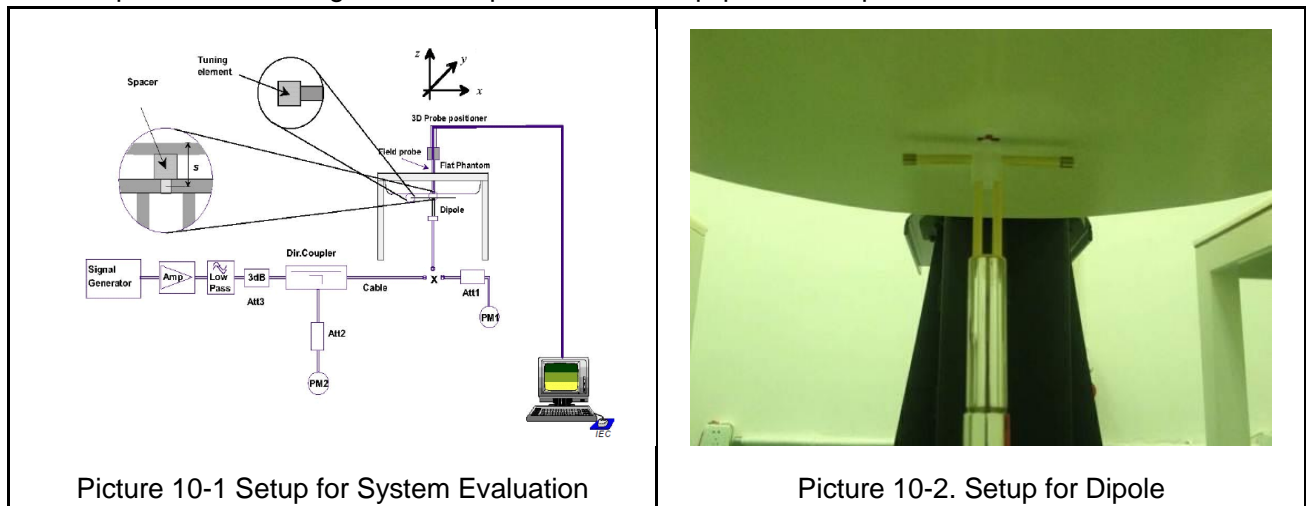 Tuning
element
Spacer
z
y
x
3D Probe positioner
Field probe
s
Flat Phantom
Dipole
Dir.Coupler
Signal
Generator
Amp
Low
Pass
3dB
Att3
Cable
x
Att1
PM1
Att2
PM2
IEC
Picture 10-1 Setup for System Evaluation
Picture 10-2. Setup for Dipole